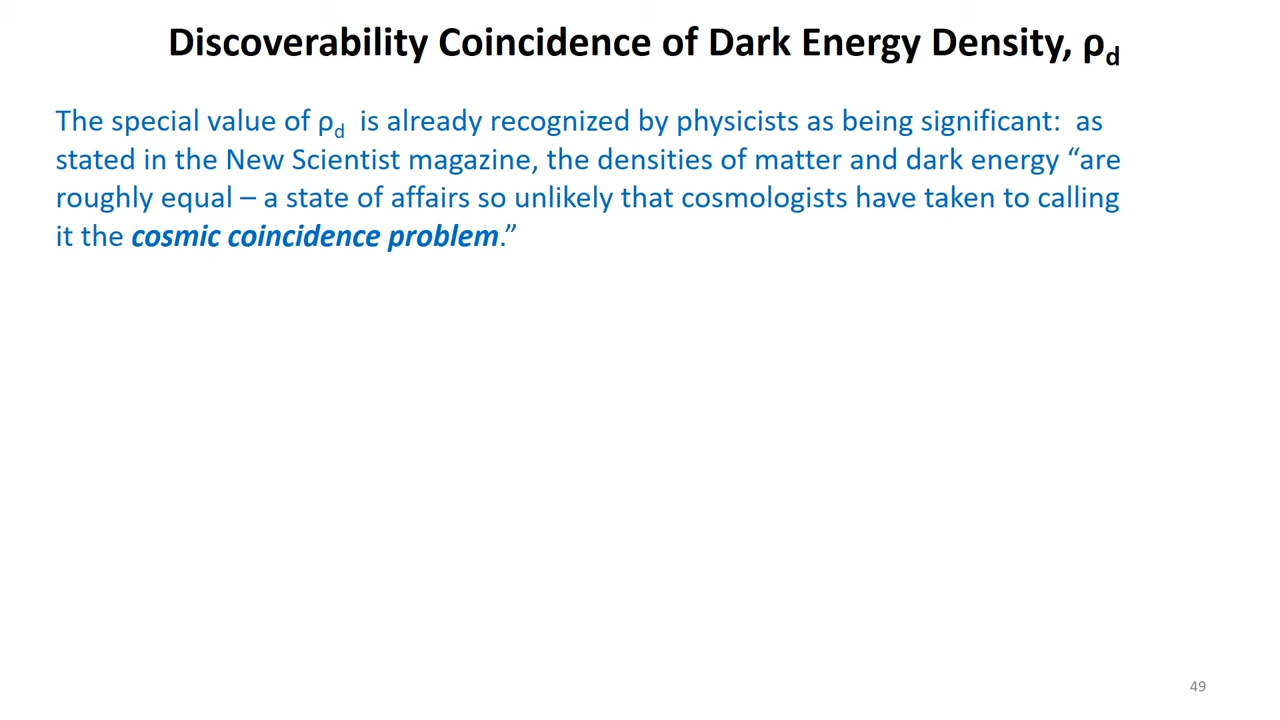 Discoverability Coincidence of Dark Energy Density, ρd
The special value of ρd  is already recognized by physicists as being significant:  as
stated in the New Scientist magazine, the densities of matter and dark energy “are
roughly equal – a state of affairs so unlikely that cosmologists have taken to calling
it the cosmic coincidence problem.”
49